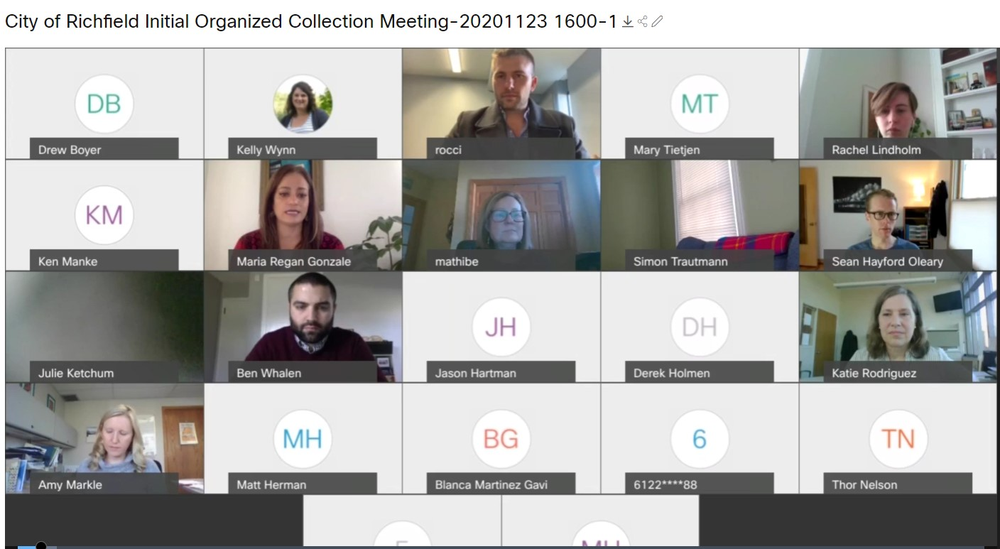 City of Richfield Initial Organized Collection Meeting-20201123 1600-1
DB
Drew Boyer
Kelly Wynn
rocci
MT
Mary Tietjen
Rachel Lindholm
KM
Ken Manke
Maria Regan Gonzale
mathibe
Simon Trautmann
Sean Hayford Oleary
Julie Ketchum
Ben Whalen
JH
Jason Hartman
DH
Derek Holmen
Katie Rodriguez
Amy Markle
MH
Matt Herman
BG
Blanca Martinez Gavi
6
6122****88
TN
Thor Nelson